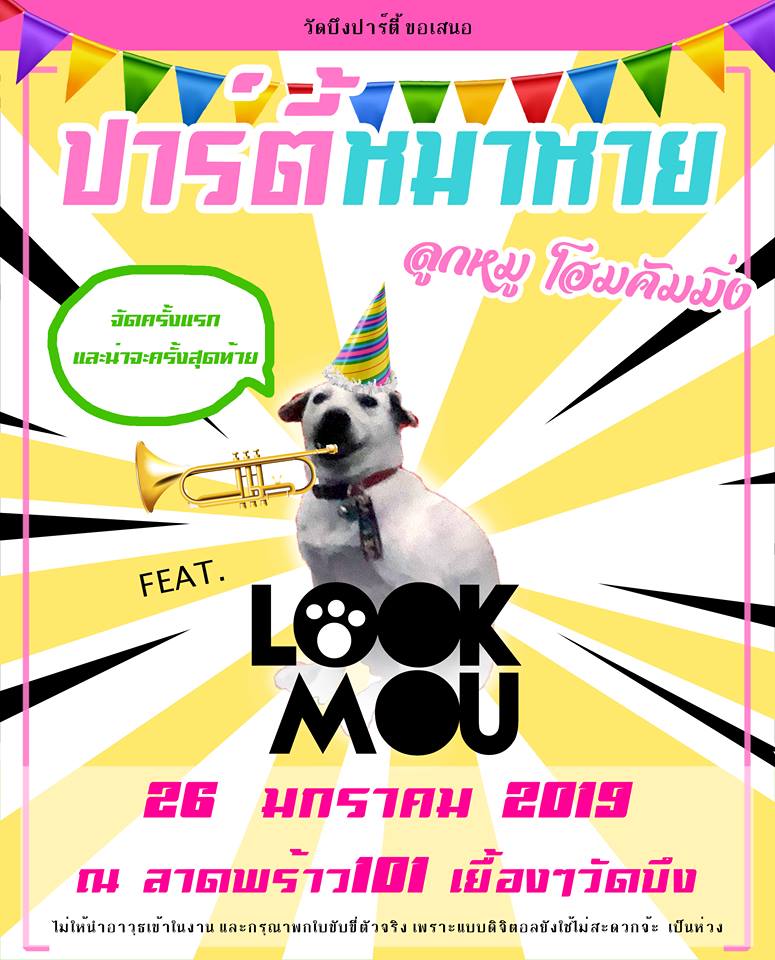 วัดบึงปาร์ตี้ ขอเสนอ
ปาร์ตี้หมาหาย
ลูกหมู โฮมคัมมิ่ง
จัดครั้งแรก
และน่าจะครั้งสุดท้าย
FEAT.
LOOK
MOU
26 มกราคม 2019
ณ ลาดพร้าว101 เยื้องๆวัดบึง
ไม่ให้นำอาวุธเข้าในงาน และกรุณาพกใบขับขี่ตัวจริง เพราะแบบดิจิตอลยังใช้ไม่สะดวกจ้ะ เป็นห่วง